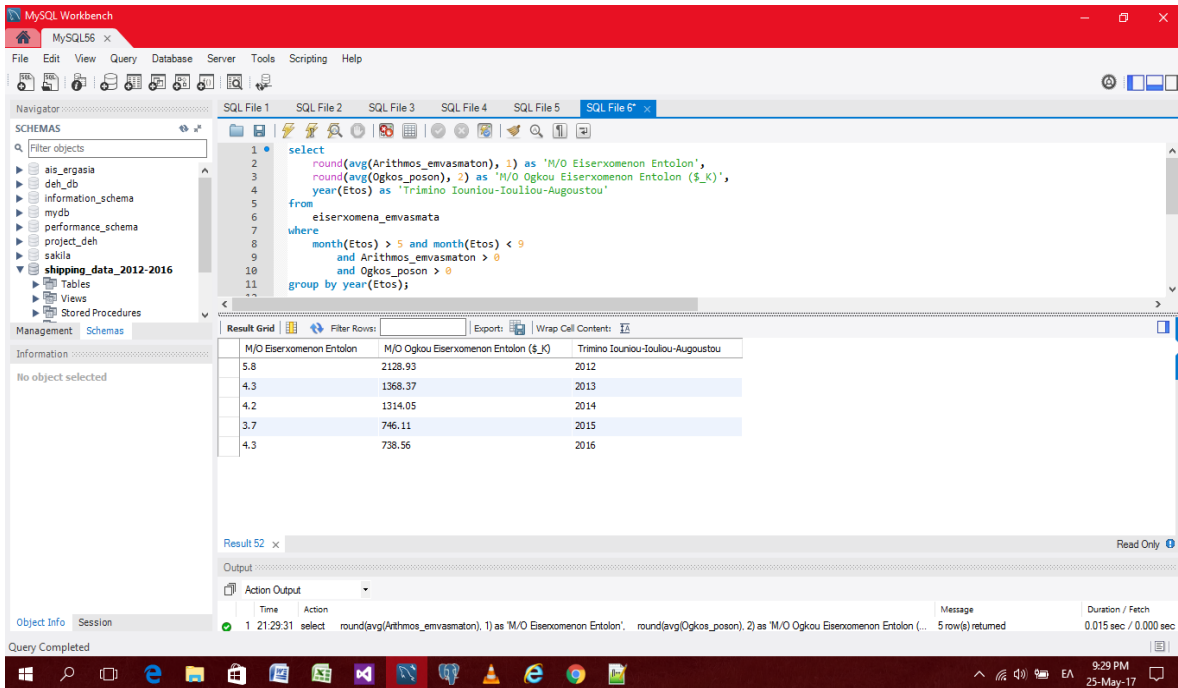 MySQL Workbench
MySQL56
File Edit View Query Database Server Tools Scripting Help
Navigator
SCHEMAS
Filter objects
ais_ergasia
deh_db
information_schema
mydb
performance_schema
project_deh
sakila
shipping_data_2012-2016
Tables
Views
Stored Procedures
Management Schemas
Information
No object selected
Object Info Session
SQL File 1 SQL File 2 SQL File 3 SQL File 4 SQL File 5 SQL File 6*
1 select
2 round(avg(Arithmos_emvasmaton), 1) as 'M/O Eiserxomenon Entolon',
3 round(avg(Ogkos_poson), 2) as 'M/O Ogkou Eiserxomenon Entolon ($_K)',
4 year(Etos) as 'Trimino Iouniou-Iouliou-Augoustou'
5 from
6 eiserxomena_emvasmata
7 where
8 month(Etos) > 5 and month(Etos) < 9
9 and Arithmos_emvasmaton > 0
10 and Ogkos_poson > 0
11 group by year(Etos);
Result Grid Filter Rows: Export: Wrap Cell Content:
M/O Eiserxomenon Entolon M/O Ogkou Eiserxomenon Entolon ($_K) Trimino Iouniou-Iouliou-Augoustou
5.8 2128.93 2012
4.3 1368.37 2013
4.2 1314.05 2014
3.7 746.11 2015
4.3 738.56 2016
Result 52 Read Only
Output
Action Output
Time Action Message Duration / Fetch
1 21:29:31 select round(avg(Arithmos_emvasmaton), 1) as 'M/O Eiserxomenon Entolon', round(avg(Ogkos_poson), 2) as 'M/O Ogkou Eiserxomenon Entolon (... 5 row(s) returned 0.015 sec / 0.000 sec
Query Completed
ΕΛ 9:29 PM
25-May-17